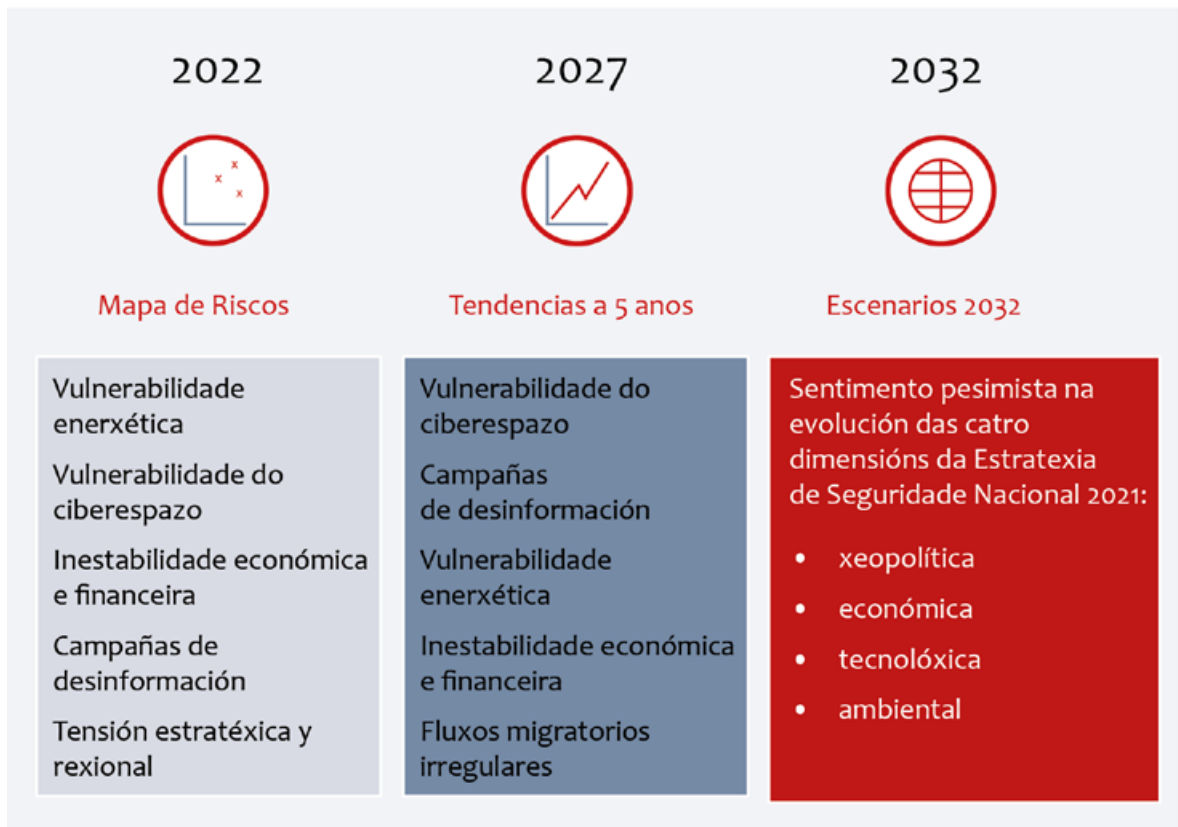 2022
Mapa de Riscos
Vulnerabilidade
enerxética
Vulnerabilidade do
ciberespazo
Inestabilidade económica
e financeira
Campañas de
desinformación
Tensión estratéxica y
rexional
2027
Tendencias a 5 anos
Vulnerabilidade do
ciberespazo
Campañas
de desinformación
Vulnerabilidade
enerxética
Inestabilidade económica
e financeira
Fluxos migratorios
irregulares
2032
Escenarios 2032
Sentimento pesimista na
evolución das catro
dimensións da Estratexia
de Seguridade Nacional 2021:
• xeopolítica
• económica
• tecnolóxica
• ambiental